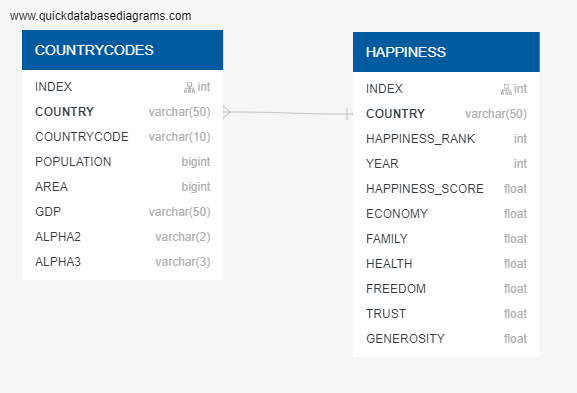 www.quickdatabasediagrams.com
COUNTRYCODES
INDEX int
COUNTRY varchar(50)
COUNTRYCODE varchar(10)
POPULATION bigint
AREA bigint
GDP varchar(50)
ALPHA2 varchar(2)
ALPHA3 varchar(3)
HAPPINESS
INDEX int
COUNTRY varchar(50)
HAPPINESS_RANK int
YEAR int
HAPPINESS_SCORE float
ECONOMY float
FAMILY float
HEALTH float
FREEDOM float
TRUST float
GENEROSITY float